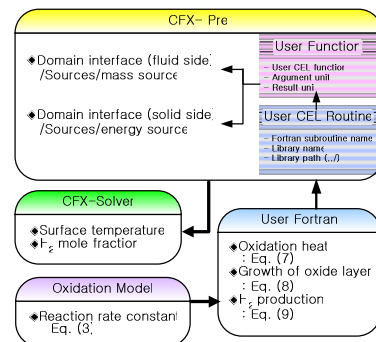 CFX- Pre
◈Domain interface (fluid side)
/Sources/mass source
◈Domain interface (solid side)
/Sources/energy source
User Function
- User CEL function
- Argument unit
- Result unit
User CEL Routine
- Fortran subroutine name
- Library name
- Library path (../)
CFX-Solver
◈Surface temperature
◈H2 mole fraction
User Fortran
◈Oxidation heat
: Eq. (7)
◈Growth of oxide layer
: Eq. (8)
◈H2 production
: Eq. (9)
Oxidation Model
◈Reaction rate constant
Eq. (3)